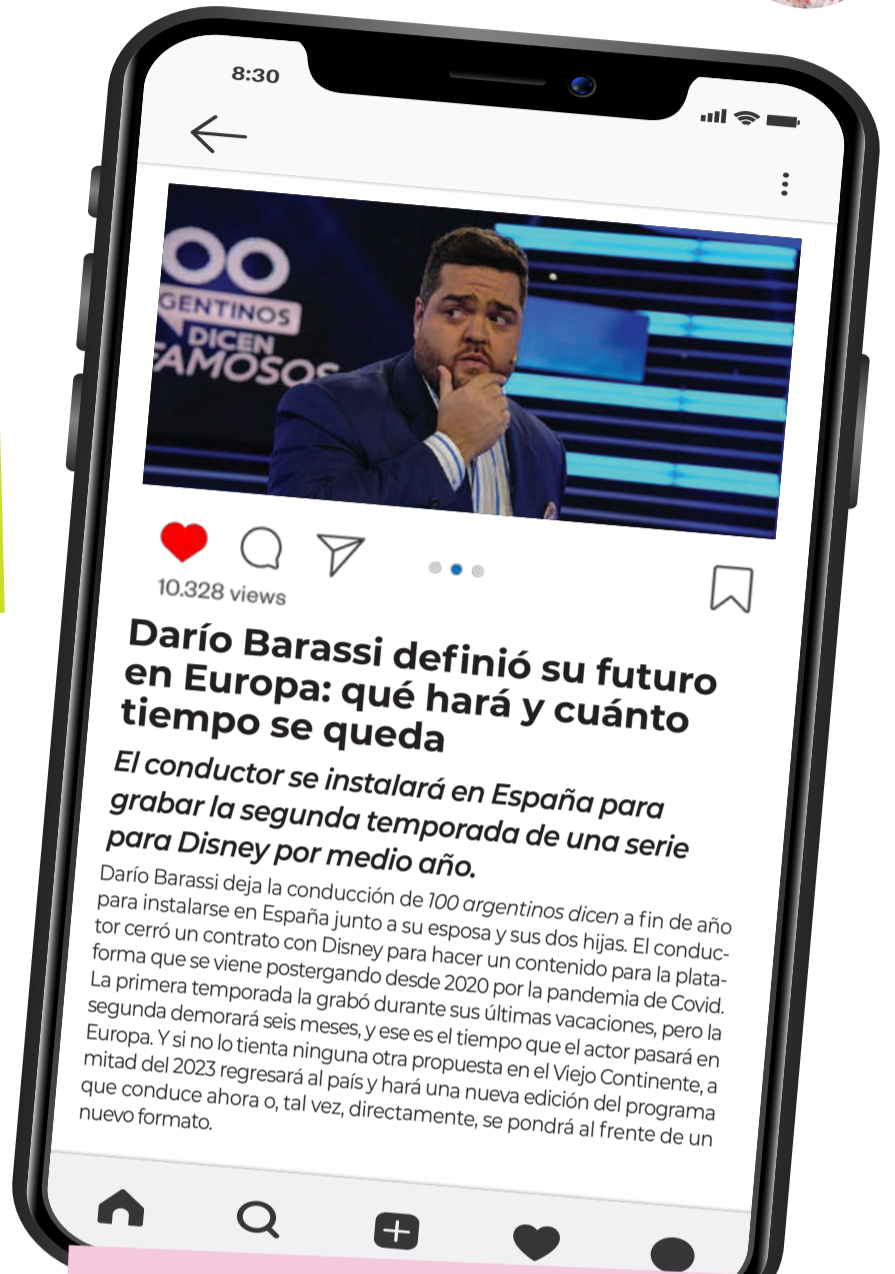 8:30
00
GENTINOS
DICEN
FAMOSOS
10.328 views
Darío Barassi definió su futuro
en Europa: qué hará y cuánto
tiempo se queda
El conductor se instalará en España para
grabar la segunda temporada de una serie
para Disney por medio año.
Darío Barassi deja la conducción de 100 argentinos dicen a fin de año
para instalarse en España junto a su esposa y sus dos hijas. El conduc-
tor cerró un contrato con Disney para hacer un contenido para la plata-
forma que se viene postergando desde 2020 por la pandemia de Covid.
La primera temporada la grabó durante sus últimas vacaciones, pero la
segunda demorará seis meses, y ese es el tiempo que el actor pasará en
Europa. Y si no lo tienta ninguna otra propuesta en el Viejo Continente, a
mitad del 2023 regresará al país y hará una nueva edición del programa
que conduce ahora o, tal vez, directamente, se pondrá al frente de un
nuevo formato.